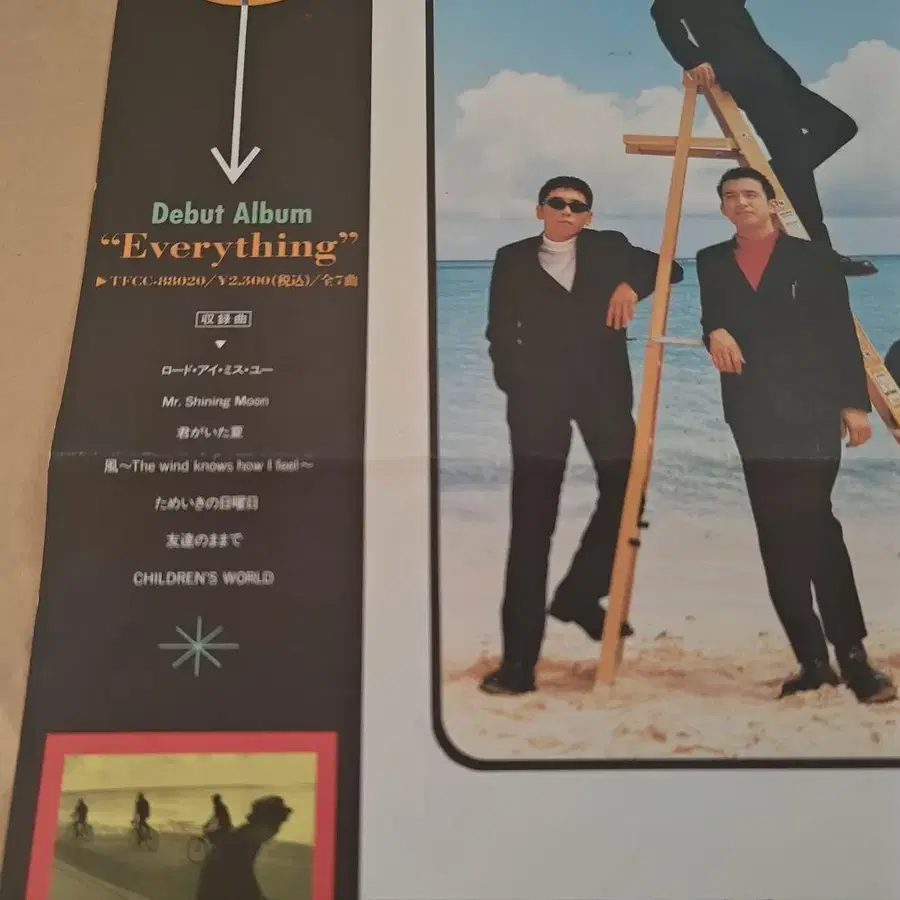 Debut Album
“Everything”
▶TFCC-88020/¥2,300(税込)/全7曲
収録曲
▼
ロード・アイ・ミス・ユー
Mr. Shining Moon
君がいた夏
風〜The wind knows how I feel〜
ためいきの日曜日
友達のままで
CHILDREN'S WORLD